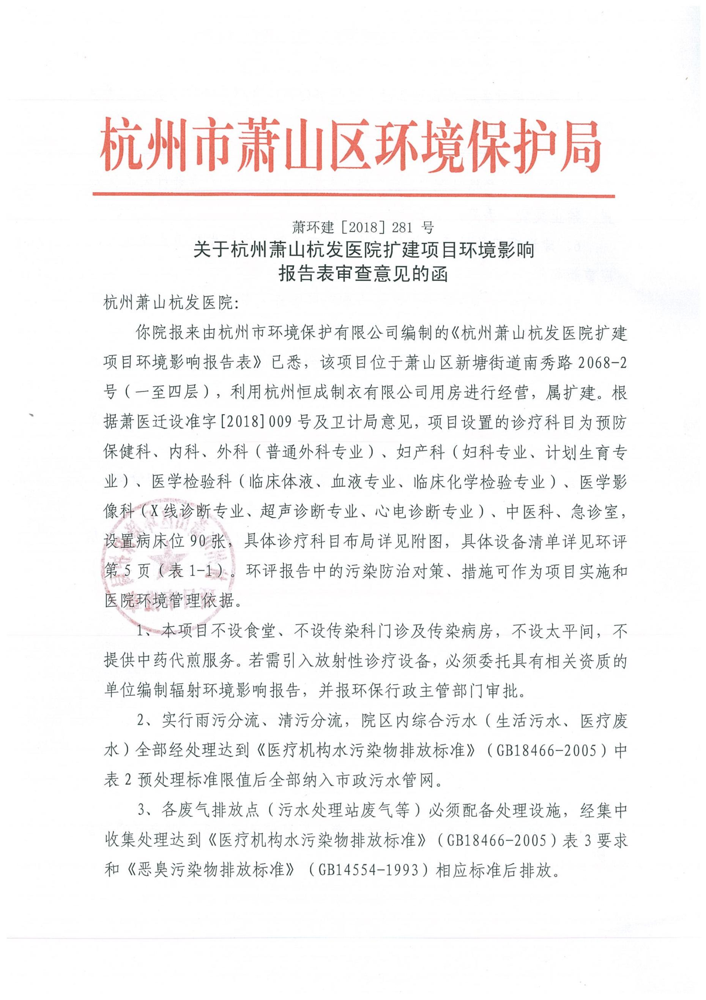 杭州市萧山区环境保护局
萧环建［2018］281 号
关于杭州萧山杭发医院扩建项目环境影响
报告表审查意见的函
杭州萧山杭发医院：
你院报来由杭州市环境保护有限公司编制的《杭州萧山杭发医院扩建
项目环境影响报告表》已悉，该项目位于萧山区新塘街道南秀路 2068-2
号（一至四层），利用杭州恒成制衣有限公司用房进行经营，属扩建。根
据萧医迁设准字[2018]009 号及卫计局意见，项目设置的诊疗科目为预防
保健科、内科、外科（普通外科专业）、妇产科（妇科专业、计划生育专
业）、医学检验科（临床体液、血液专业、临床化学检验专业）、医学影
像科（X 线诊断专业、超声诊断专业、心电诊断专业）、中医科、急诊室，
设置病床位 90 张，具体诊疗科目布局详见附图，具体设备清单详见环评
第 5 页（表 1-1）。环评报告中的污染防治对策、措施可作为项目实施和
医院环境管理依据。
1、本项目不设食堂、不设传染科门诊及传染病房，不设太平间，不
提供中药代煎服务。若需引入放射性诊疗设备，必须委托具有相关资质的
单位编制辐射环境影响报告，并报环保行政主管部门审批。
2、实行雨污分流、清污分流，院区内综合污水（生活污水、医疗废
水）全部经处理达到《医疗机构水污染物排放标准》（GB18466-2005）中
表 2 预处理标准限值后全部纳入市政污水管网。
3、各废气排放点（污水处理站废气等）必须配备处理设施，经集中
收集处理达到《医疗机构水污染物排放标准》（GB18466-2005）表 3 要求
和《恶臭污染物排放标准》（GB14554-1993）相应标准后排放。